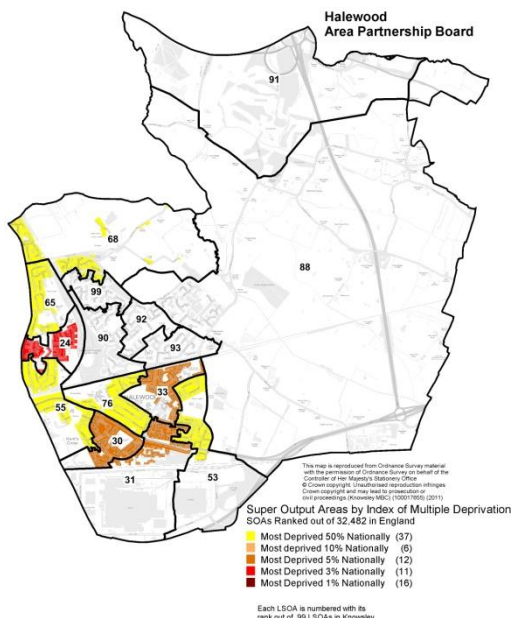 Halewood
Area Partnership Board
91
68
88
99
65
92
24
90
93
33
76
HALEWOOD
55
30
31
53
This map is reproduced from Ordnance Survey material
with the permission of Ordnance Survey on behalf of the
Controller of Her Majesty's Stationery Office
© Crown copyright. Unauthorised reproduction infringes
Crown copyright and may lead to prosecution or
civil proceedings (Knowsley MBC) (100017655) (2011)
Super Output Areas by Index of Multiple Deprivation
SOAs Ranked out of 32,482 in England
Most Deprived 50% Nationally (37)
Most deprived 10% Nationally (6)
Most Deprived 5% Nationally (12)
Most Deprived 3% Nationally (11)
Most Deprived 1% Nationally (16)
Each LSOA is numbered with its
rank out of 99 LSOAs in Knowsley